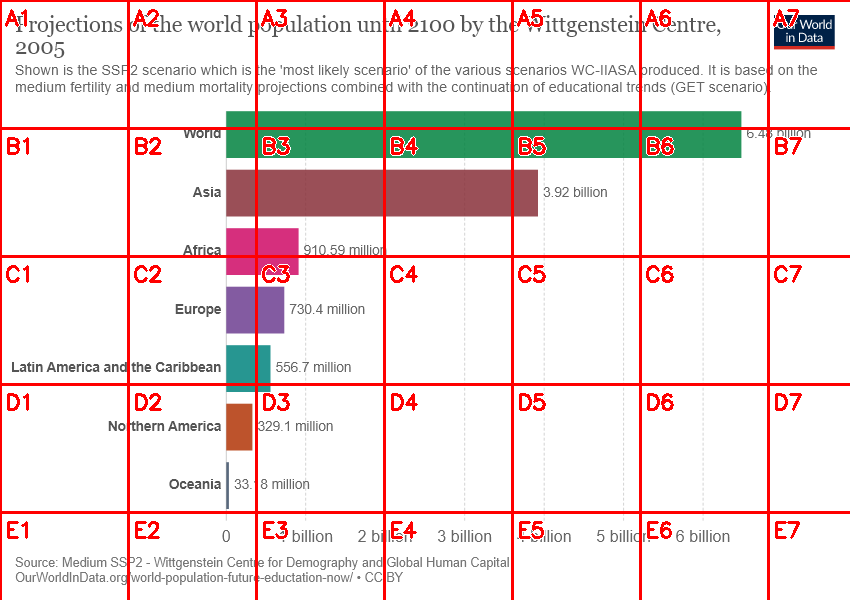 Projections of the world population until 2100 by the Wittgenstein Centre,
2005
Our World
in Data
Shown is the SSP2 scenario which is the 'most likely scenario' of the various scenarios WC-IIASA produced. It is based on the
medium fertility and medium mortality projections combined with the continuation of educational trends (GET scenario).
A1 A2 A3 A4 A5 A6 A7
World 6.48 billion
B1 B2 B3 B4 B5 B6 B7
Asia 3.92 billion
Africa 910.59 million
C1 C2 C3 C4 C5 C6 C7
Europe 730.4 million
Latin America and the Caribbean 556.7 million
D1 D2 D3 D4 D5 D6 D7
Northern America 329.1 million
Oceania 33.18 million
E1 E2 E3 E4 E5 E6 E7
0 1 billion 2 billion 3 billion 4 billion 5 billion 6 billion
Source: Medium SSP2 - Wittgenstein Centre for Demography and Global Human Capital
OurWorldInData.org/world-population-future-eductation-now/ • CC BY